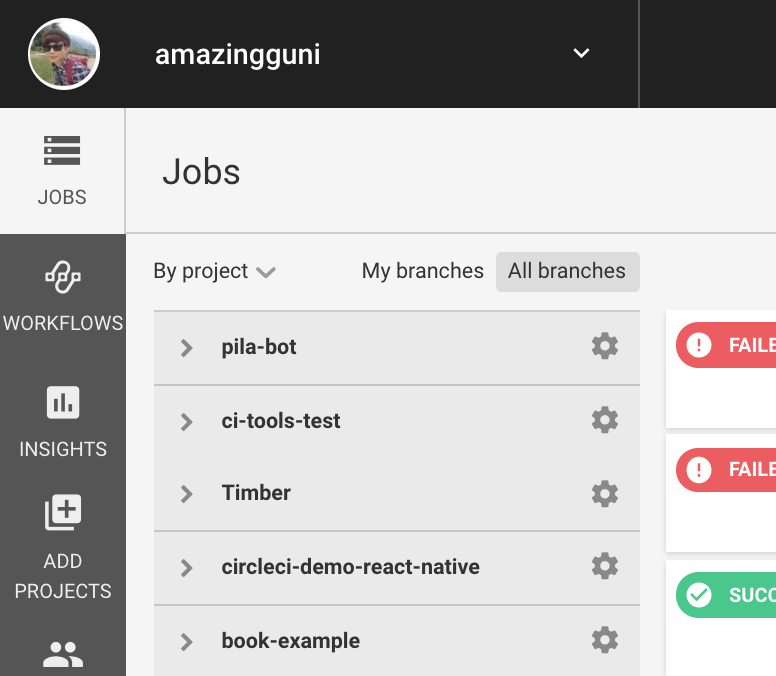 amazingguni
JOBS
Jobs
By project
My branches
All branches
WORKFLOWS
INSIGHTS
ADD
PROJECTS
pila-bot
ci-tools-test
Timber
circleci-demo-react-native
book-example
FAILE
FAILE
SUCC